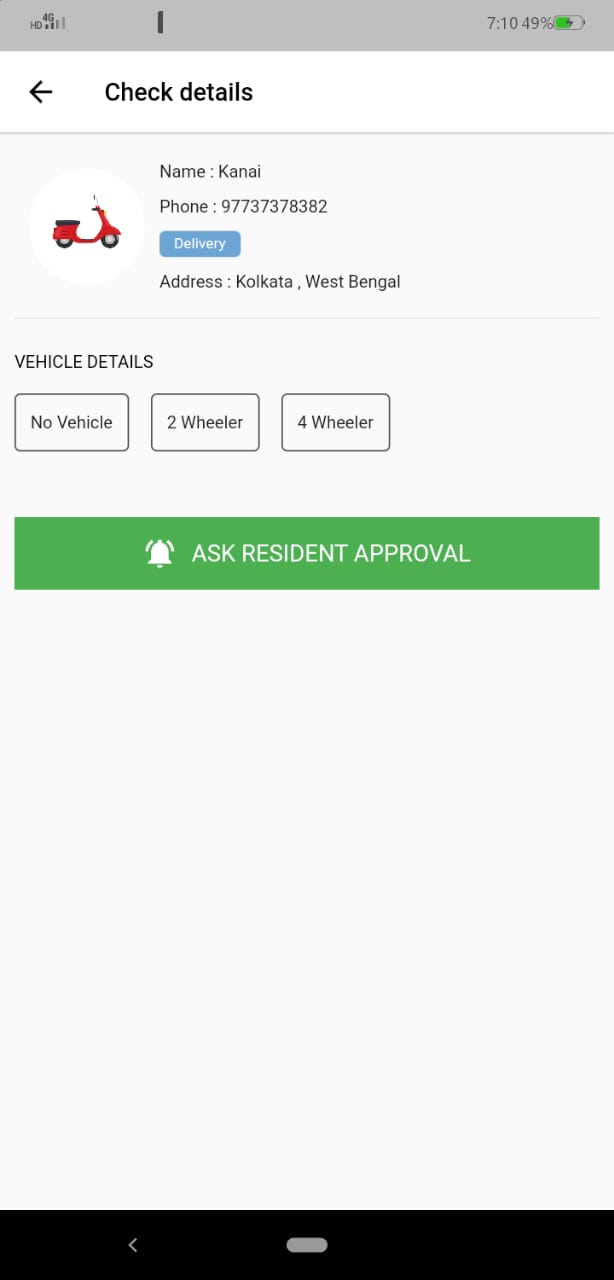 HD 4G 7:10 49%
Check details
Name : Kanai
Phone : 97737378382
Delivery
Address : Kolkata , West Bengal
VEHICLE DETAILS
No Vehicle 2 Wheeler 4 Wheeler
ASK RESIDENT APPROVAL